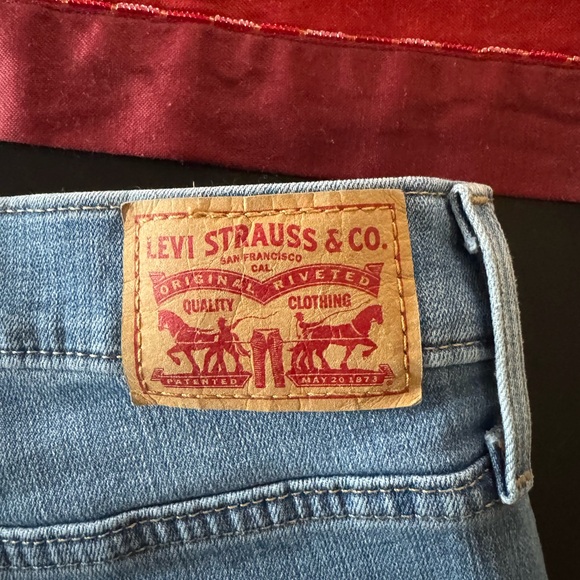 LEVI STRAUSS & CO.
SAN FRANCISCO
CAL.
ORIGINAL RIVETED
QUALITY CLOTHING
PATENTED MAY 20 1873